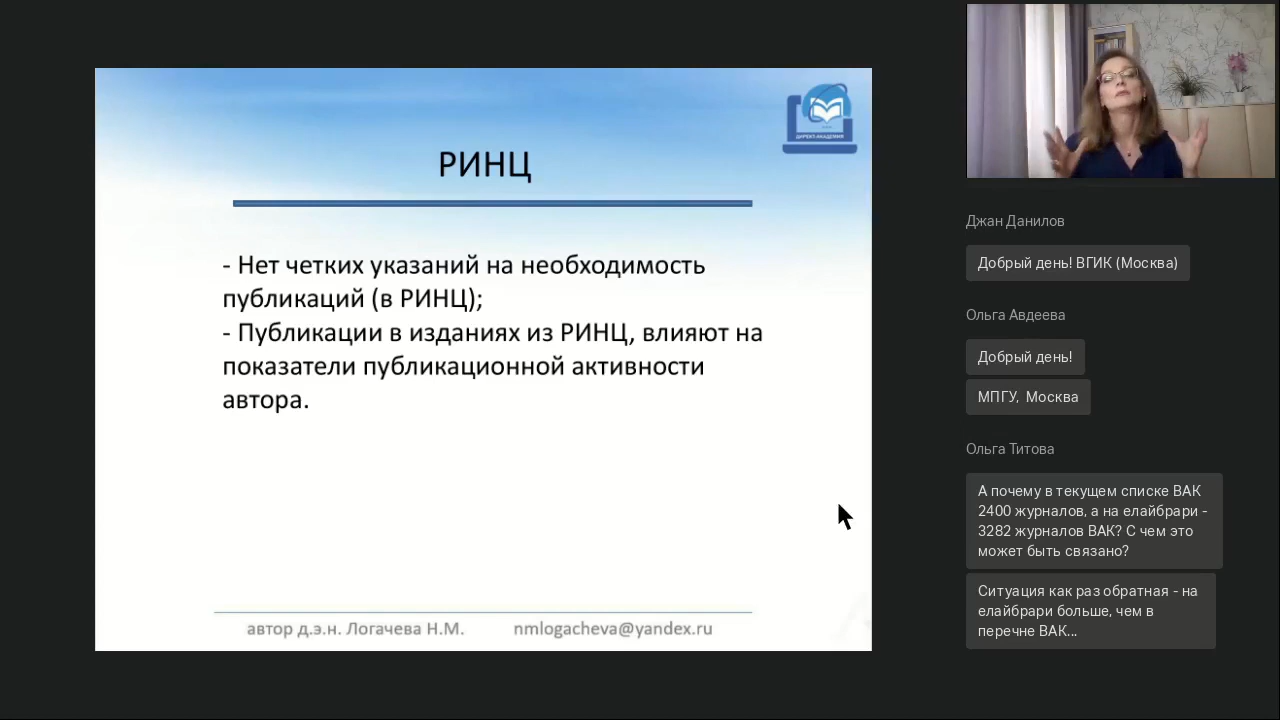 ДИРЕКТ-АКАДЕМИЯ
РИНЦ
- Нет четких указаний на необходимость
публикаций (в РИНЦ);
- Публикации в изданиях из РИНЦ, влияют на
показатели публикационной активности
автора.
автор д.э.н. Логачева Н.М. nmlogacheva@yandex.ru
Джан Данилов
Добрый день! ВГИК (Москва)
Ольга Авдеева
Добрый день!
МПГУ, Москва
Ольга Титова
А почему в текущем списке ВАК
2400 журналов, а на елайбрари -
3282 журналов ВАК? С чем это
может быть связано?
Ситуация как раз обратная - на
елайбрари больше, чем в
перечне ВАК...